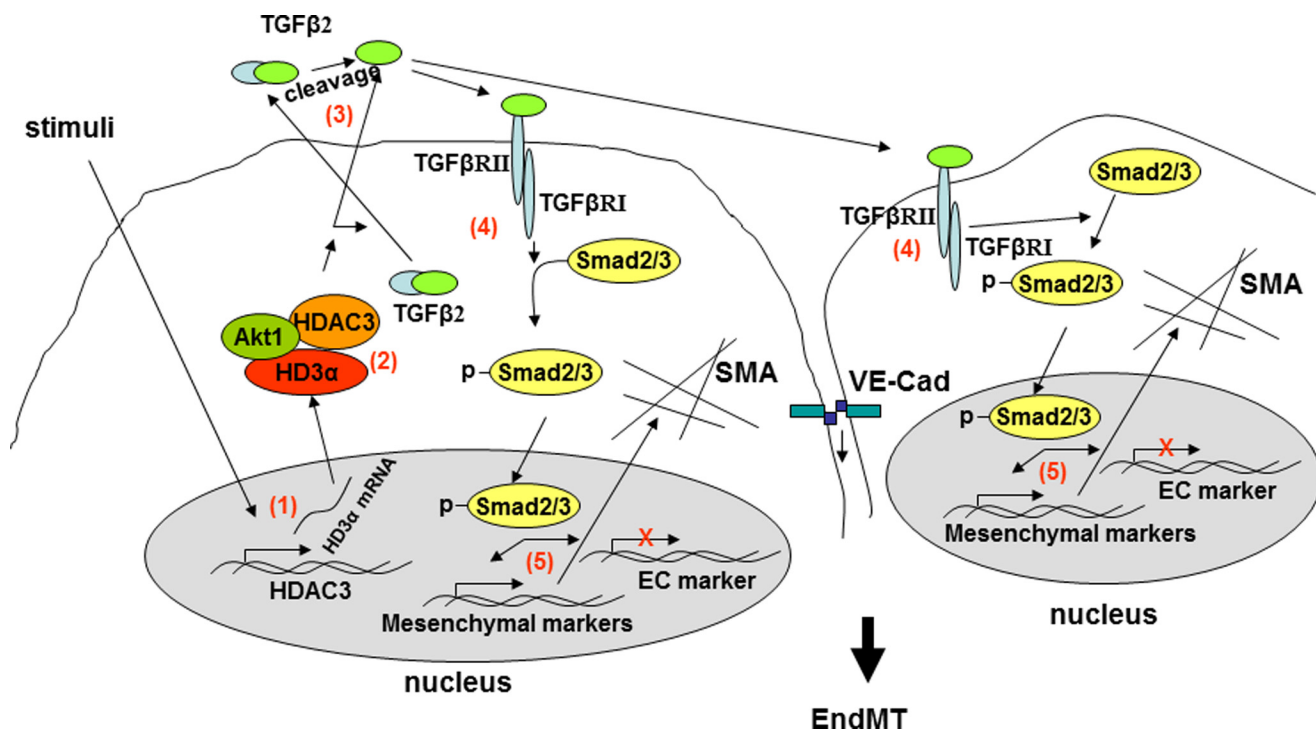 TGFβ2
cleavage
(3)
stimuli
TGFβRII
TGFβRI
(4)
Smad2/3
TGFβ2
HDAC3
Akt1
HD3α
(2)
p
Smad2/3
SMA
(1)
HD3α mRNA
HDAC3
p
Smad2/3
(5)
X
EC marker
Mesenchymal markers
nucleus
VE-Cad
Smad2/3
TGFβRII
(4)
TGFβRI
p
Smad2/3
SMA
p
Smad2/3
(5)
X
EC marker
Mesenchymal markers
nucleus
EndMT